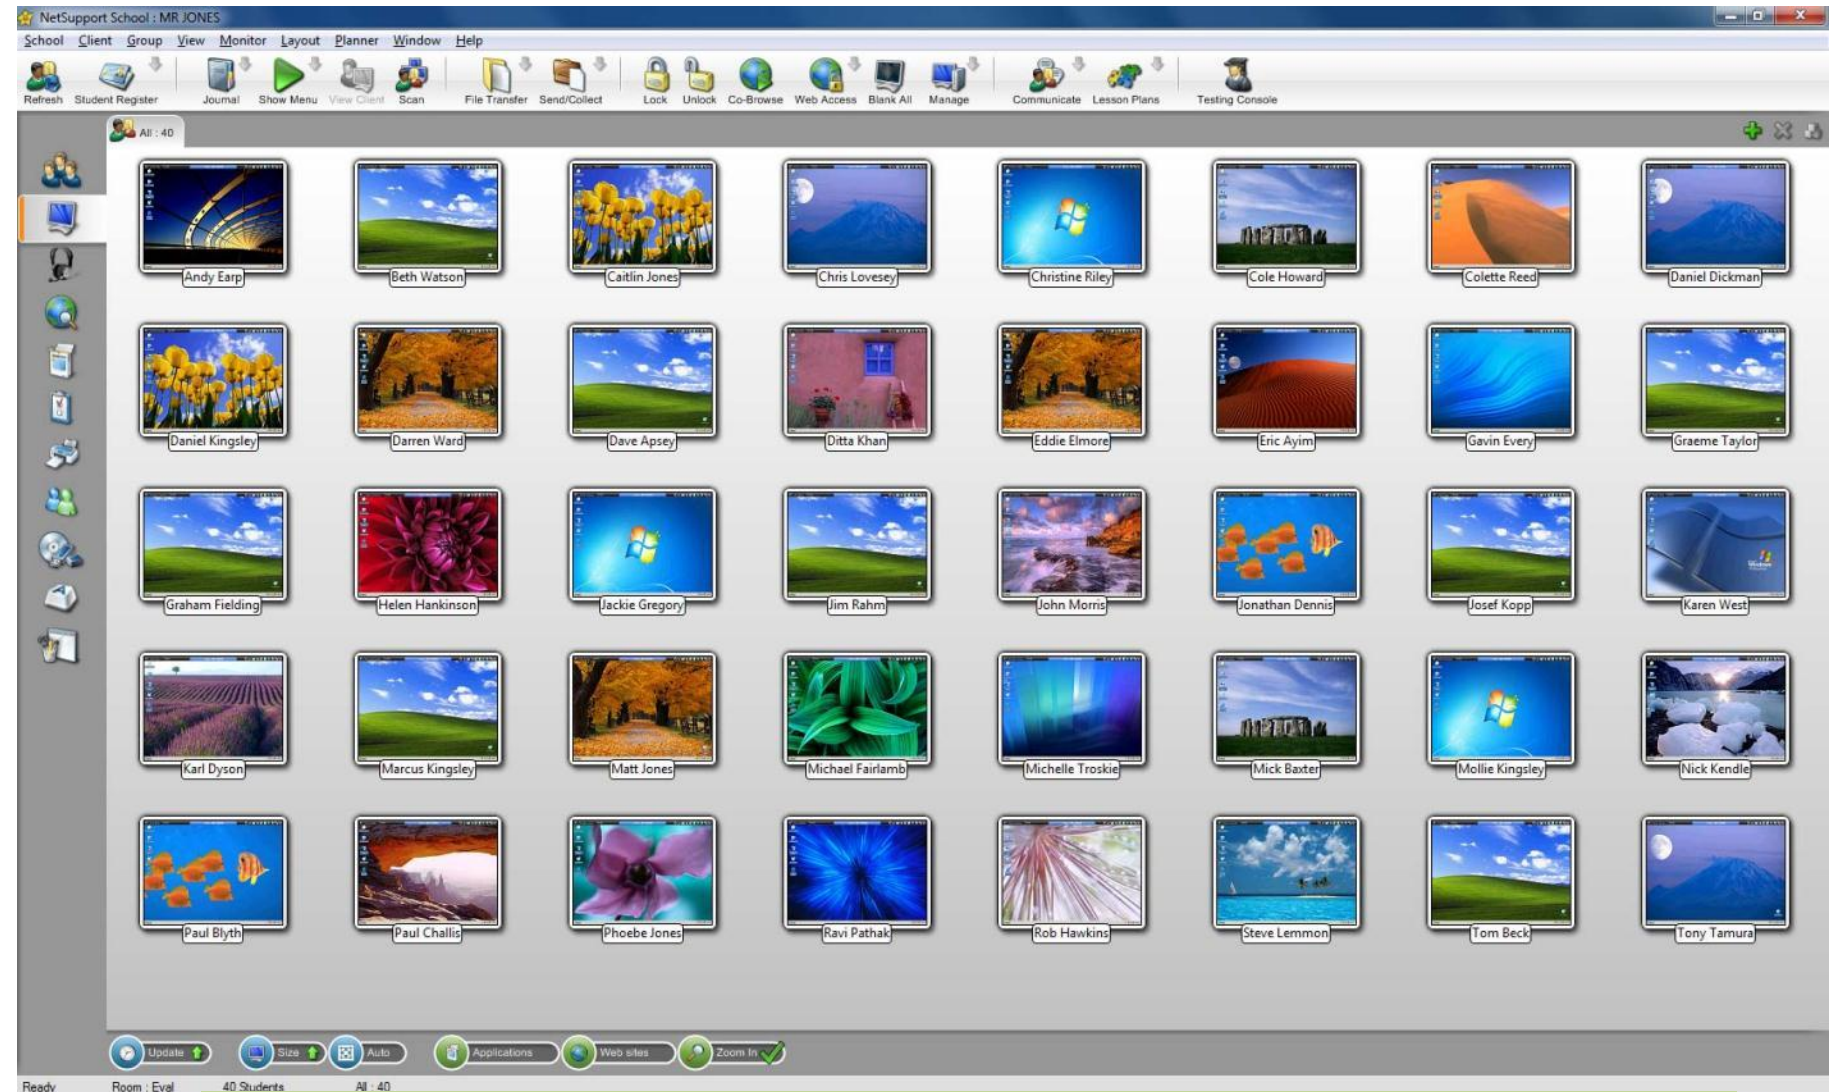 NetSupport School : MR JONES
School Client Group View Monitor Layout Planner Window Help
Refresh Student Register Journal Show Menu View Client Scan File Transfer Send/Collect Lock Unlock Co-Browse Web Access Blank All Manage Communicate Lesson Plans Testing Console
All : 40
Andy Earp Beth Watson Caitlin Jones Chris Lovesey Christine Riley Cole Howard Colette Reed Daniel Dickman
Daniel Kingsley Darren Ward Dave Apsey Ditta Khan Eddie Elmore Eric Ayim Gavin Every Graeme Taylor
Graham Fielding Helen Hankinson Jackie Gregory Jim Rahm John Morris Jonathan Dennis Josef Kopp Karen West
Karl Dyson Marcus Kingsley Matt Jones Michael Fairlamb Michelle Troskie Mick Baxter Mollie Kingsley Nick Kendle
Paul Blyth Paul Challis Phoebe Jones Ravi Pathak Rob Hawkins Steve Lemmon Tom Beck Tony Tamura
Update Size Auto Applications Web sites Zoom In
Ready Room : Eval 40 Students All : 40